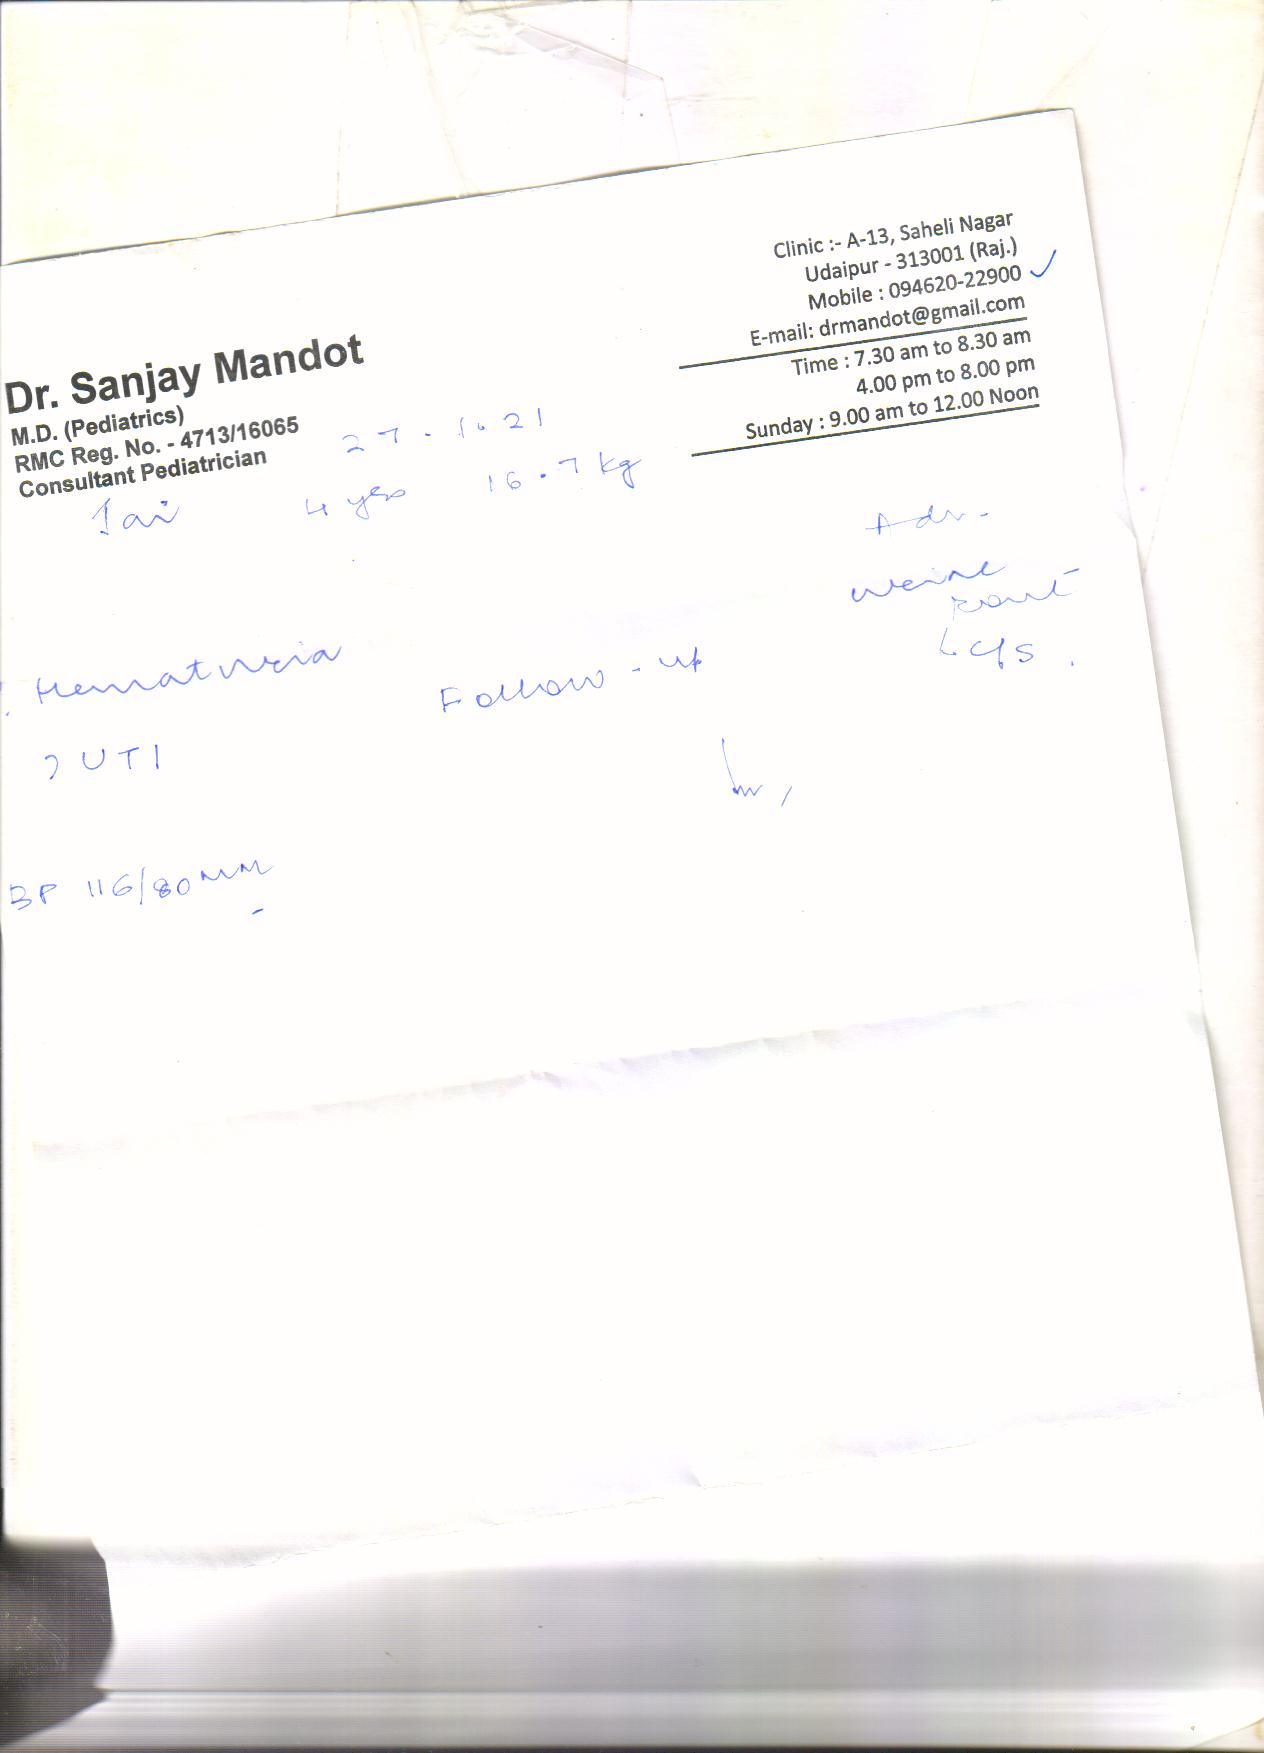 Clinic :- A-13, Saheli Nagar
Udaipur - 313001 (Raj.)
Mobile : 094620-22900
E-mail: drmandot@gmail.com
Time : 7.30 am to 8.30 am
4.00 pm to 8.00 pm
Sunday : 9.00 am to 12.00 Noon
Dr. Sanjay Mandot
M.D. (Pediatrics)
RMC Reg. No. - 4713/16065
Consultant Pediatrician
27.
21
Jai 4 yrs 16.7 kg
Adv.
Hematuria
Urine
Follow-up
C/S.
? UTI
BP 116/80 MM